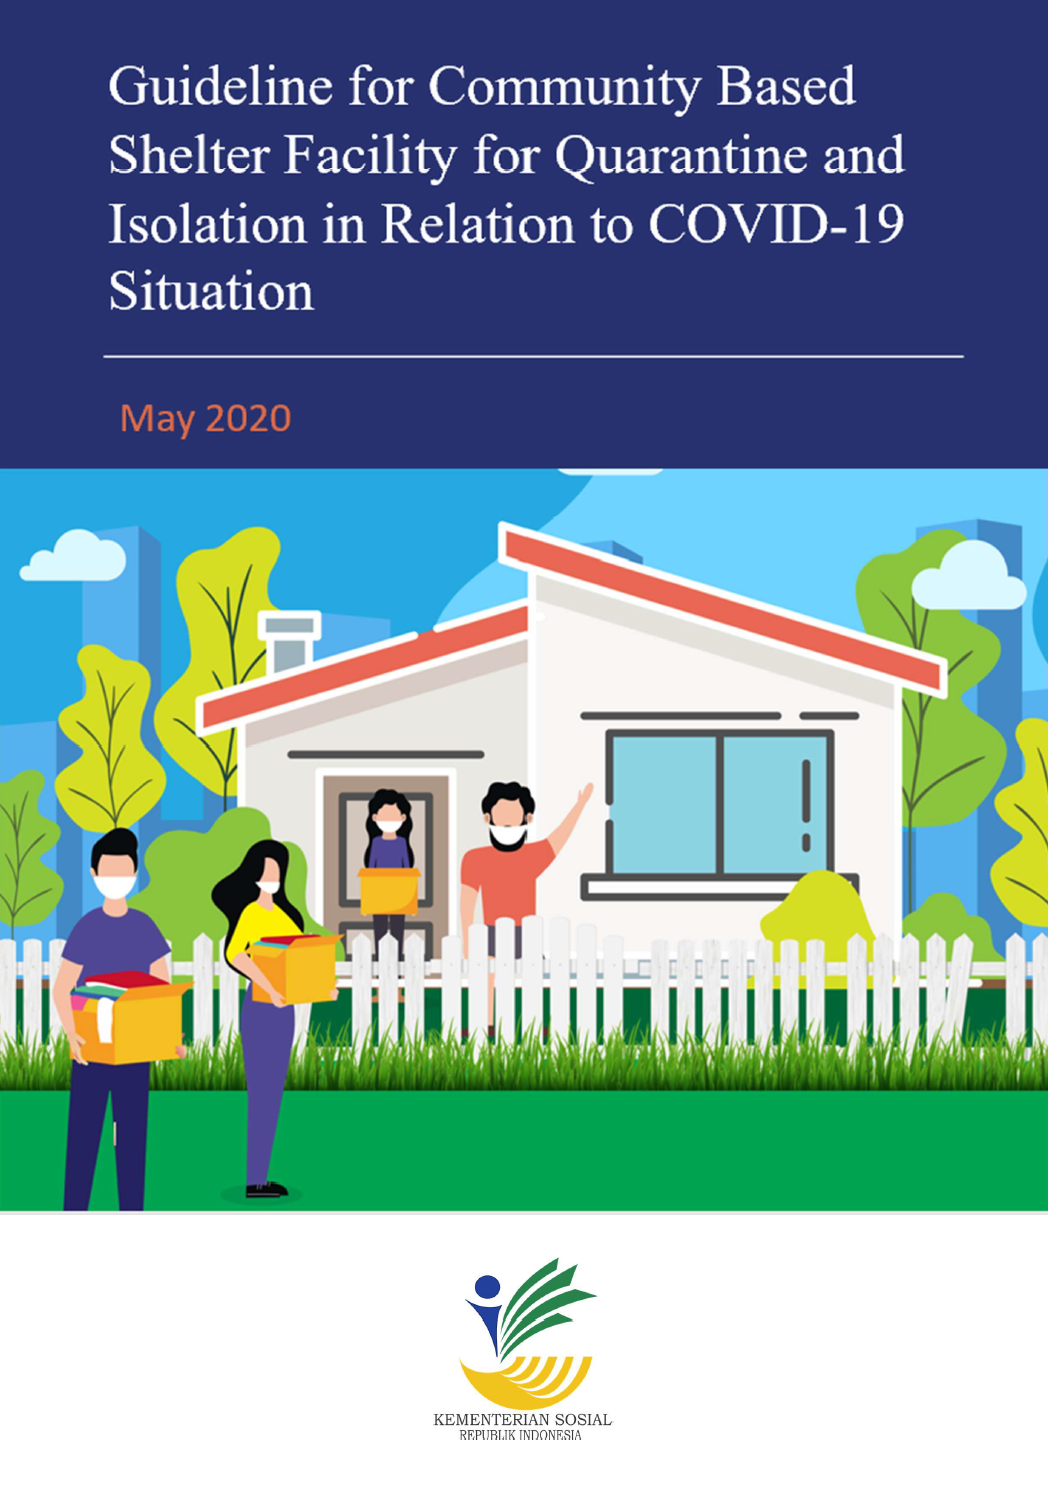 Guideline for Community Based
Shelter Facility for Quarantine and
Isolation in Relation to COVID-19
Situation
May 2020
KEMENTERIAN SOSIAL
REPUBLIK INDONESIA